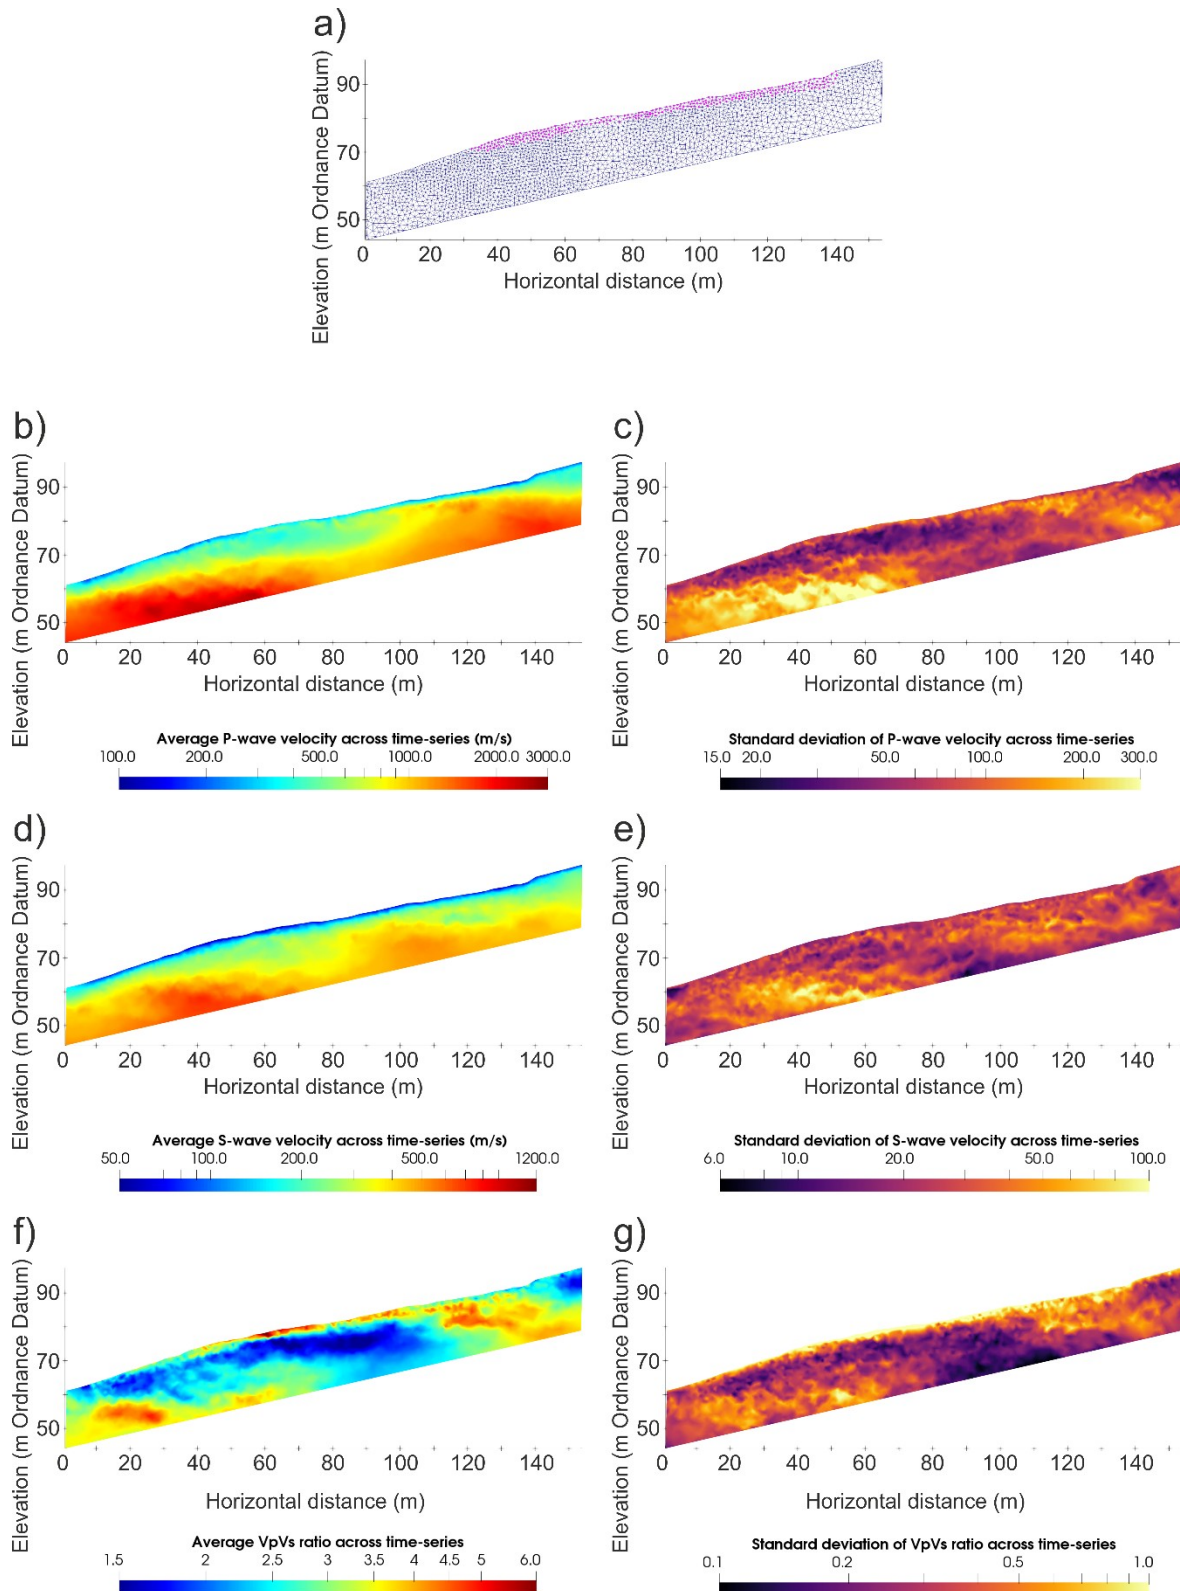 a)
Elevation (m Ordnance Datum)
90
70
50
0 20 40 60 80 100 120 140
Horizontal distance (m)
b)
Elevation (m Ordnance Datum)
90
70
50
0 20 40 60 80 100 120 140
Horizontal distance (m)
Average P-wave velocity across time-series (m/s)
100.0 200.0 5000.0 1000.0 2000.0 3000.0
c)
Elevation (m Ordnance Datum)
90
70
50
0 20 40 60 80 100 120 140
Horizontal distance (m)
Standard deviation of P-wave velocity across time-series
15.0 20.0 50.0 100.0 200.0 300.0
d)
Elevation (m Ordnance Datum)
90
70
50
0 20 40 60 80 100 120 140
Horizontal distance (m)
Average S-wave velocity across time-series (m/s)
50.0 100.0 200.0 5000.0 1200.0
e)
Elevation (m Ordnance Datum)
90
70
50
0 20 40 60 80 100 120 140
Horizontal distance (m)
Standard deviation of S-wave velocity across time-series
6.0 10.0 20.0 50.0 100.0
f)
Elevation (m Ordnance Datum)
90
70
50
0 20 40 60 80 100 120 140
Horizontal distance (m)
Average VpVs ratio across time-series
1.5 2 2.5 3 3.5 4 4.5 5 6.0
g)
Elevation (m Ordnance Datum)
90
70
50
0 20 40 60 80 100 120 140
Horizontal distance (m)
Standard deviation of VpVs ratio across time-series
0.1 0.2 0.5 1.0